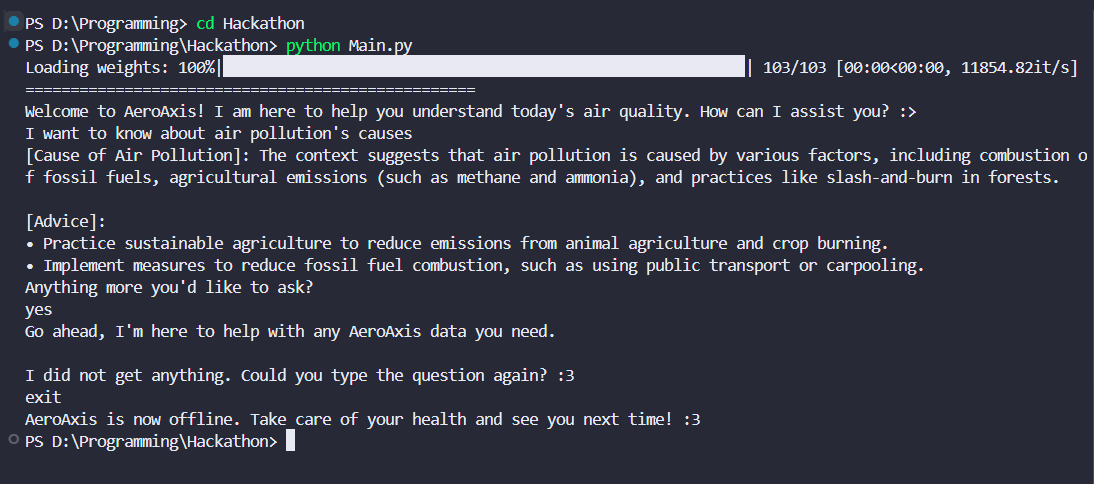 PS D:\Programming> cd Hackathon
PS D:\Programming\Hackathon> python Main.py
Loading weights: 100%|██████████| 103/103 [00:00<00:00, 11854.82it/s]
==================================================
Welcome to AeroAxis! I am here to help you understand today's air quality. How can I assist you? :>
I want to know about air pollution's causes
[Cause of Air Pollution]: The context suggests that air pollution is caused by various factors, including combustion o
f fossil fuels, agricultural emissions (such as methane and ammonia), and practices like slash-and-burn in forests.
[Advice]:
• Practice sustainable agriculture to reduce emissions from animal agriculture and crop burning.
• Implement measures to reduce fossil fuel combustion, such as using public transport or carpooling.
Anything more you'd like to ask?
yes
Go ahead, I'm here to help with any AeroAxis data you need.
I did not get anything. Could you type the question again? :3
exit
AeroAxis is now offline. Take care of your health and see you next time! :3
PS D:\Programming\Hackathon>